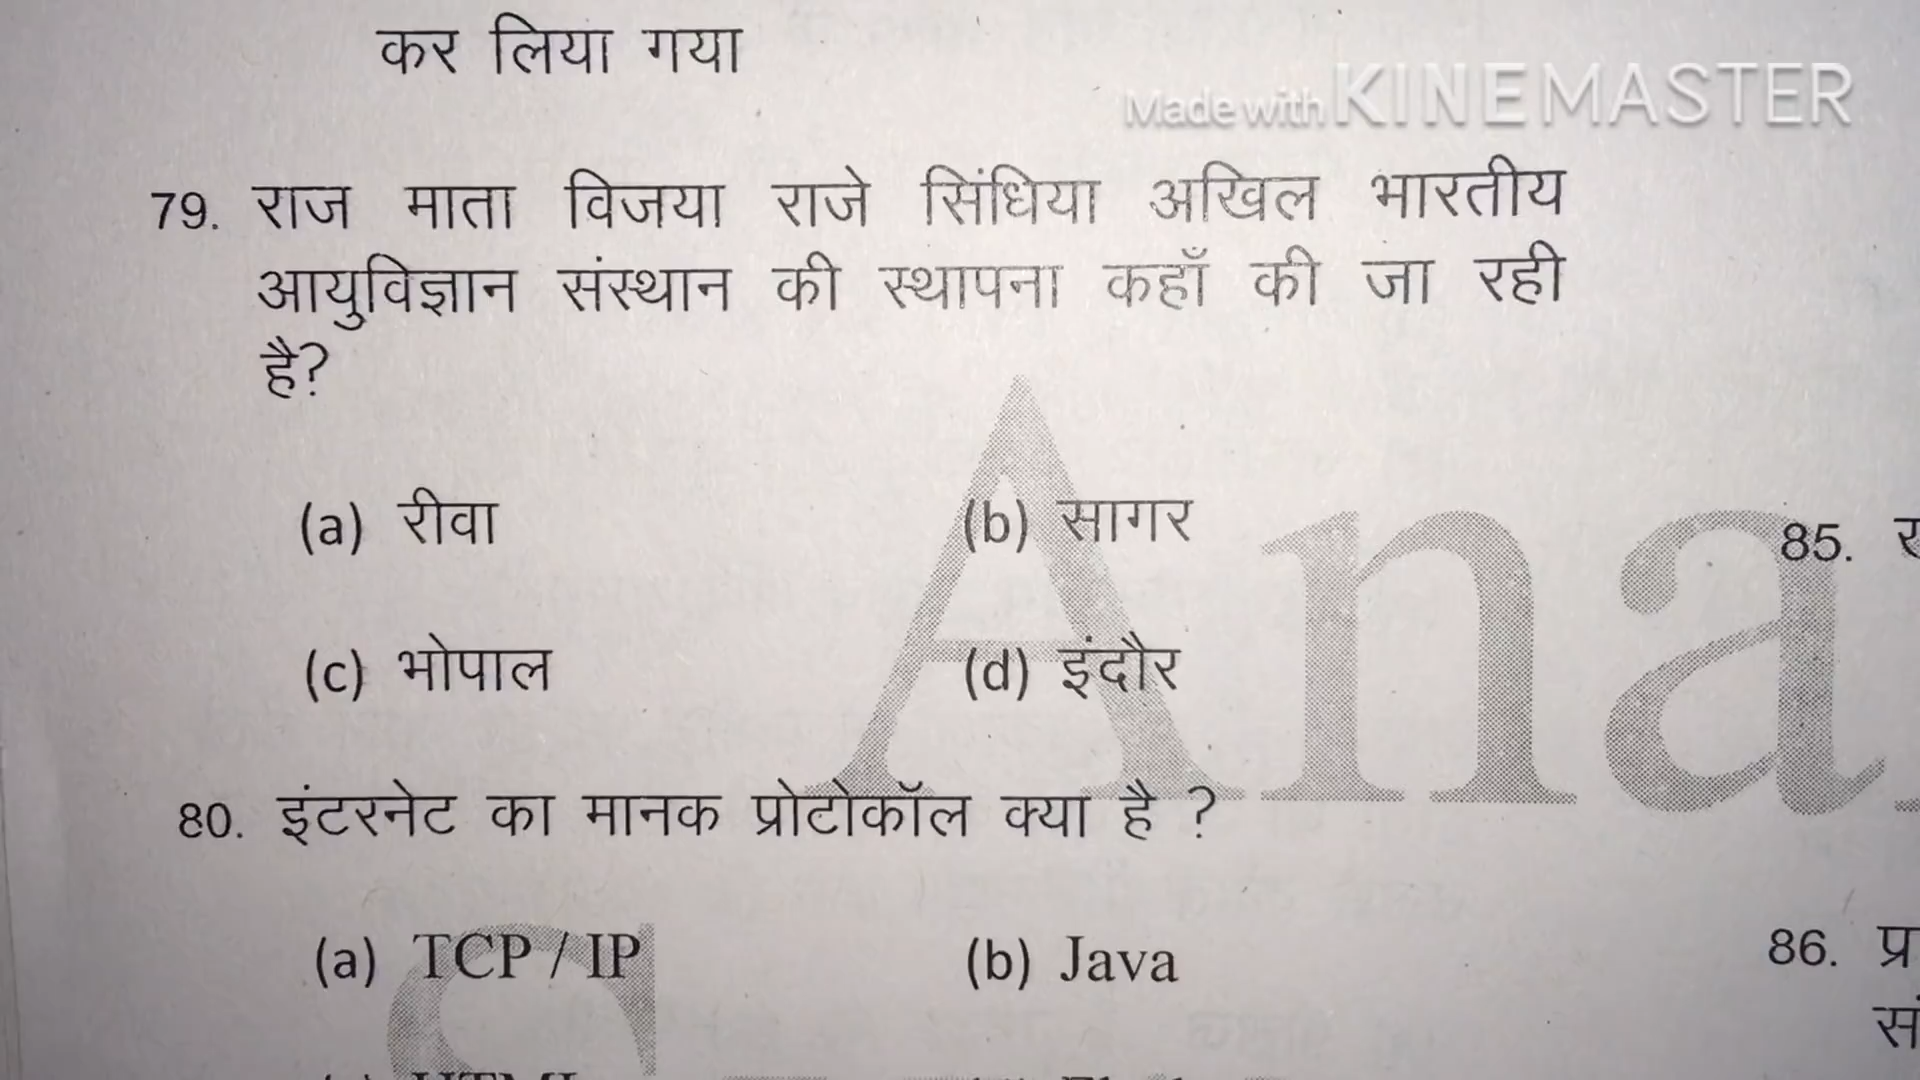 कर लिया गया
Made with KINEMASTER
79. राज माता विजया राजे सिंधिया अखिल भारतीय
आयुविज्ञान संस्थान की स्थापना कहाँ की जा रही
है?
(a) रीवा (b) सागर
(c) भोपाल (d) इंदौर
80. इंटरनेट का मानक प्रोटोकॉल क्या है ?
(a) TCP / IP (b) Java
Ana
85.
86. प्र